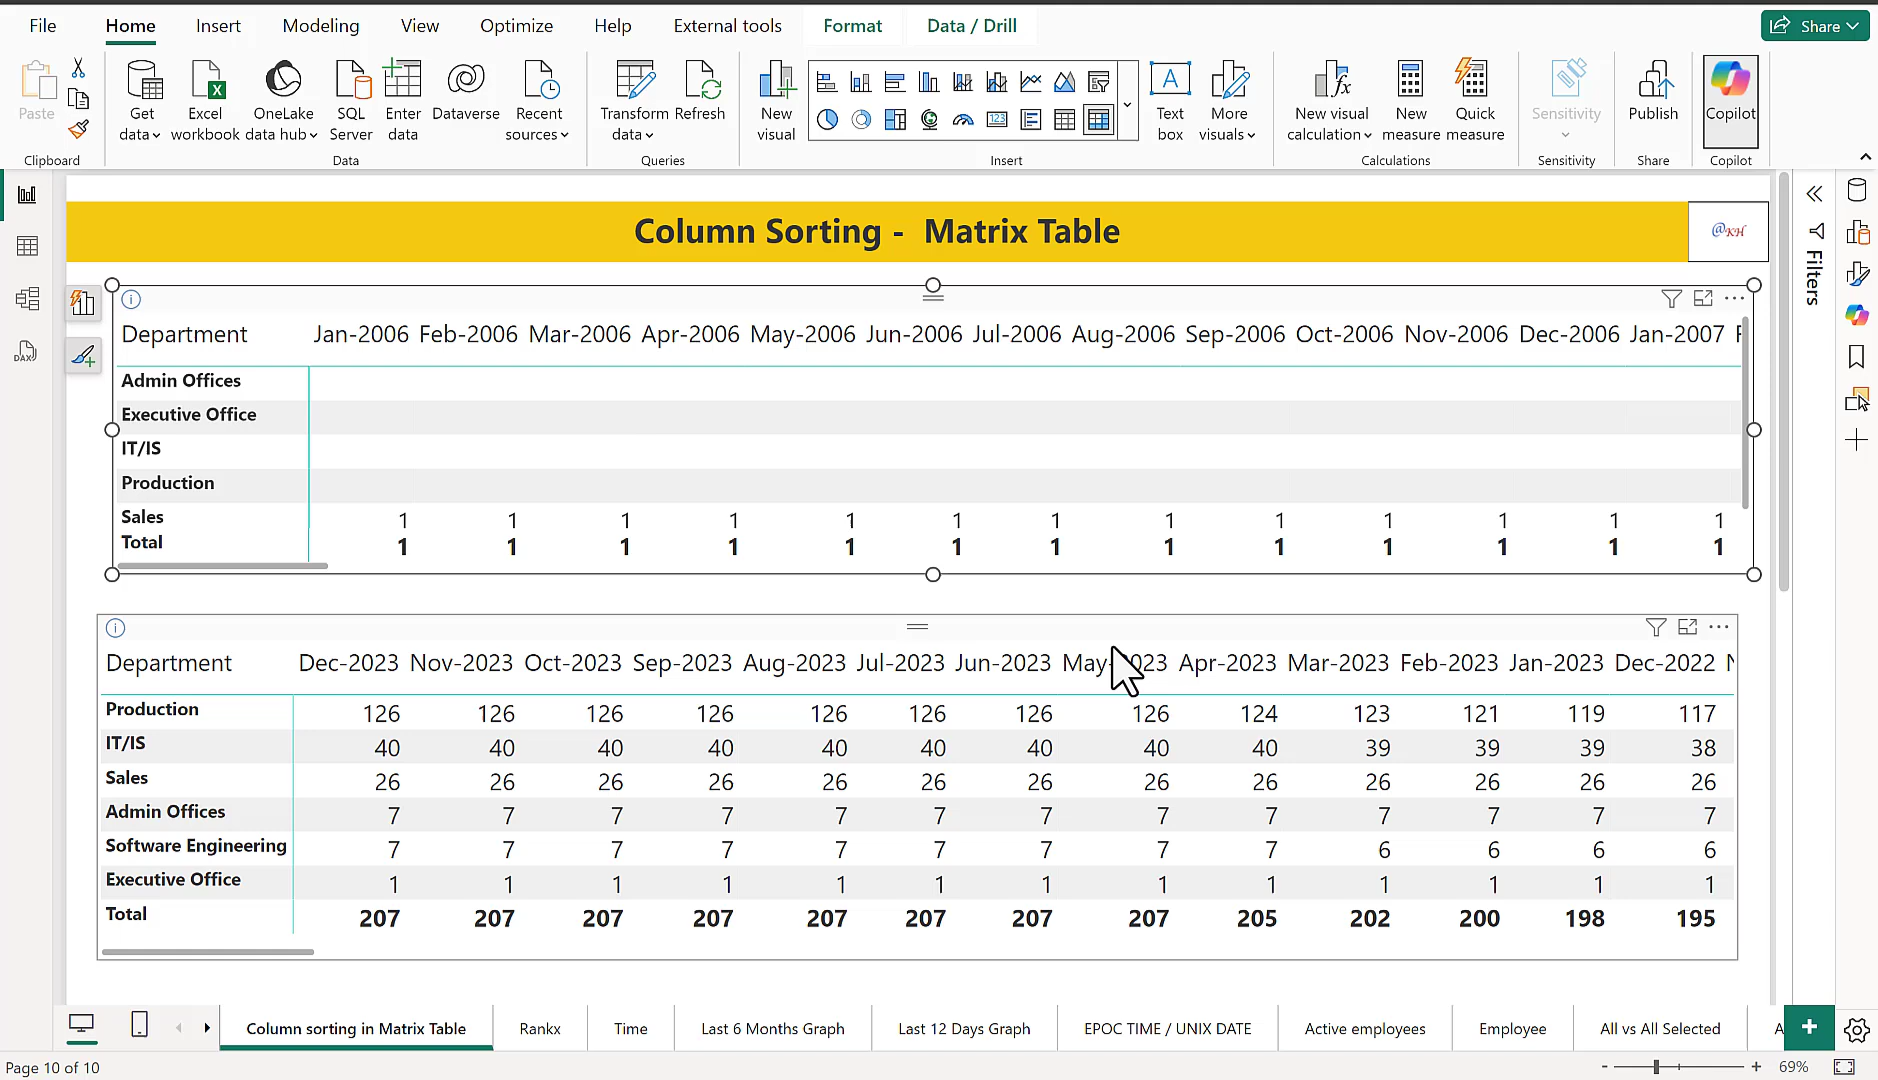 File Home Insert Modeling View Optimize Help External tools Format Data / Drill Share
Paste
Get data
Excel workbook
OneLake data hub
SQL Server
Enter data
Dataverse
Recent sources
Transform data
Refresh
New visual
123
A
Text box
More visuals
fx
New visual calculation
New measure
Quick measure
Sensitivity
Publish
Copilot
Clipboard Data Queries Insert Calculations Sensitivity Share Copilot
Column Sorting - Matrix Table
@KH
Filters
DAX
Department Jan-2006 Feb-2006 Mar-2006 Apr-2006 May-2006 Jun-2006 Jul-2006 Aug-2006 Sep-2006 Oct-2006 Nov-2006 Dec-2006 Jan-2007
Admin Offices
Executive Office
IT/IS
Production
Sales 1 1 1 1 1 1 1 1 1 1 1 1 1
Total 1 1 1 1 1 1 1 1 1 1 1 1 1
Department Dec-2023 Nov-2023 Oct-2023 Sep-2023 Aug-2023 Jul-2023 Jun-2023 May-2023 Apr-2023 Mar-2023 Feb-2023 Jan-2023 Dec-2022
Production 126 126 126 126 126 126 126 126 124 123 121 119 117
IT/IS 40 40 40 40 40 40 40 40 40 39 39 39 38
Sales 26 26 26 26 26 26 26 26 26 26 26 26 26
Admin Offices 7 7 7 7 7 7 7 7 7 7 7 7 7
Software Engineering 7 7 7 7 7 7 7 7 7 6 6 6 6
Executive Office 1 1 1 1 1 1 1 1 1 1 1 1 1
Total 207 207 207 207 207 207 207 207 205 202 200 198 195
Column sorting in Matrix Table Rankx Time Last 6 Months Graph Last 12 Days Graph EPOC TIME / UNIX DATE Active employees Employee All vs All Selected A
Page 10 of 10
- + 69%